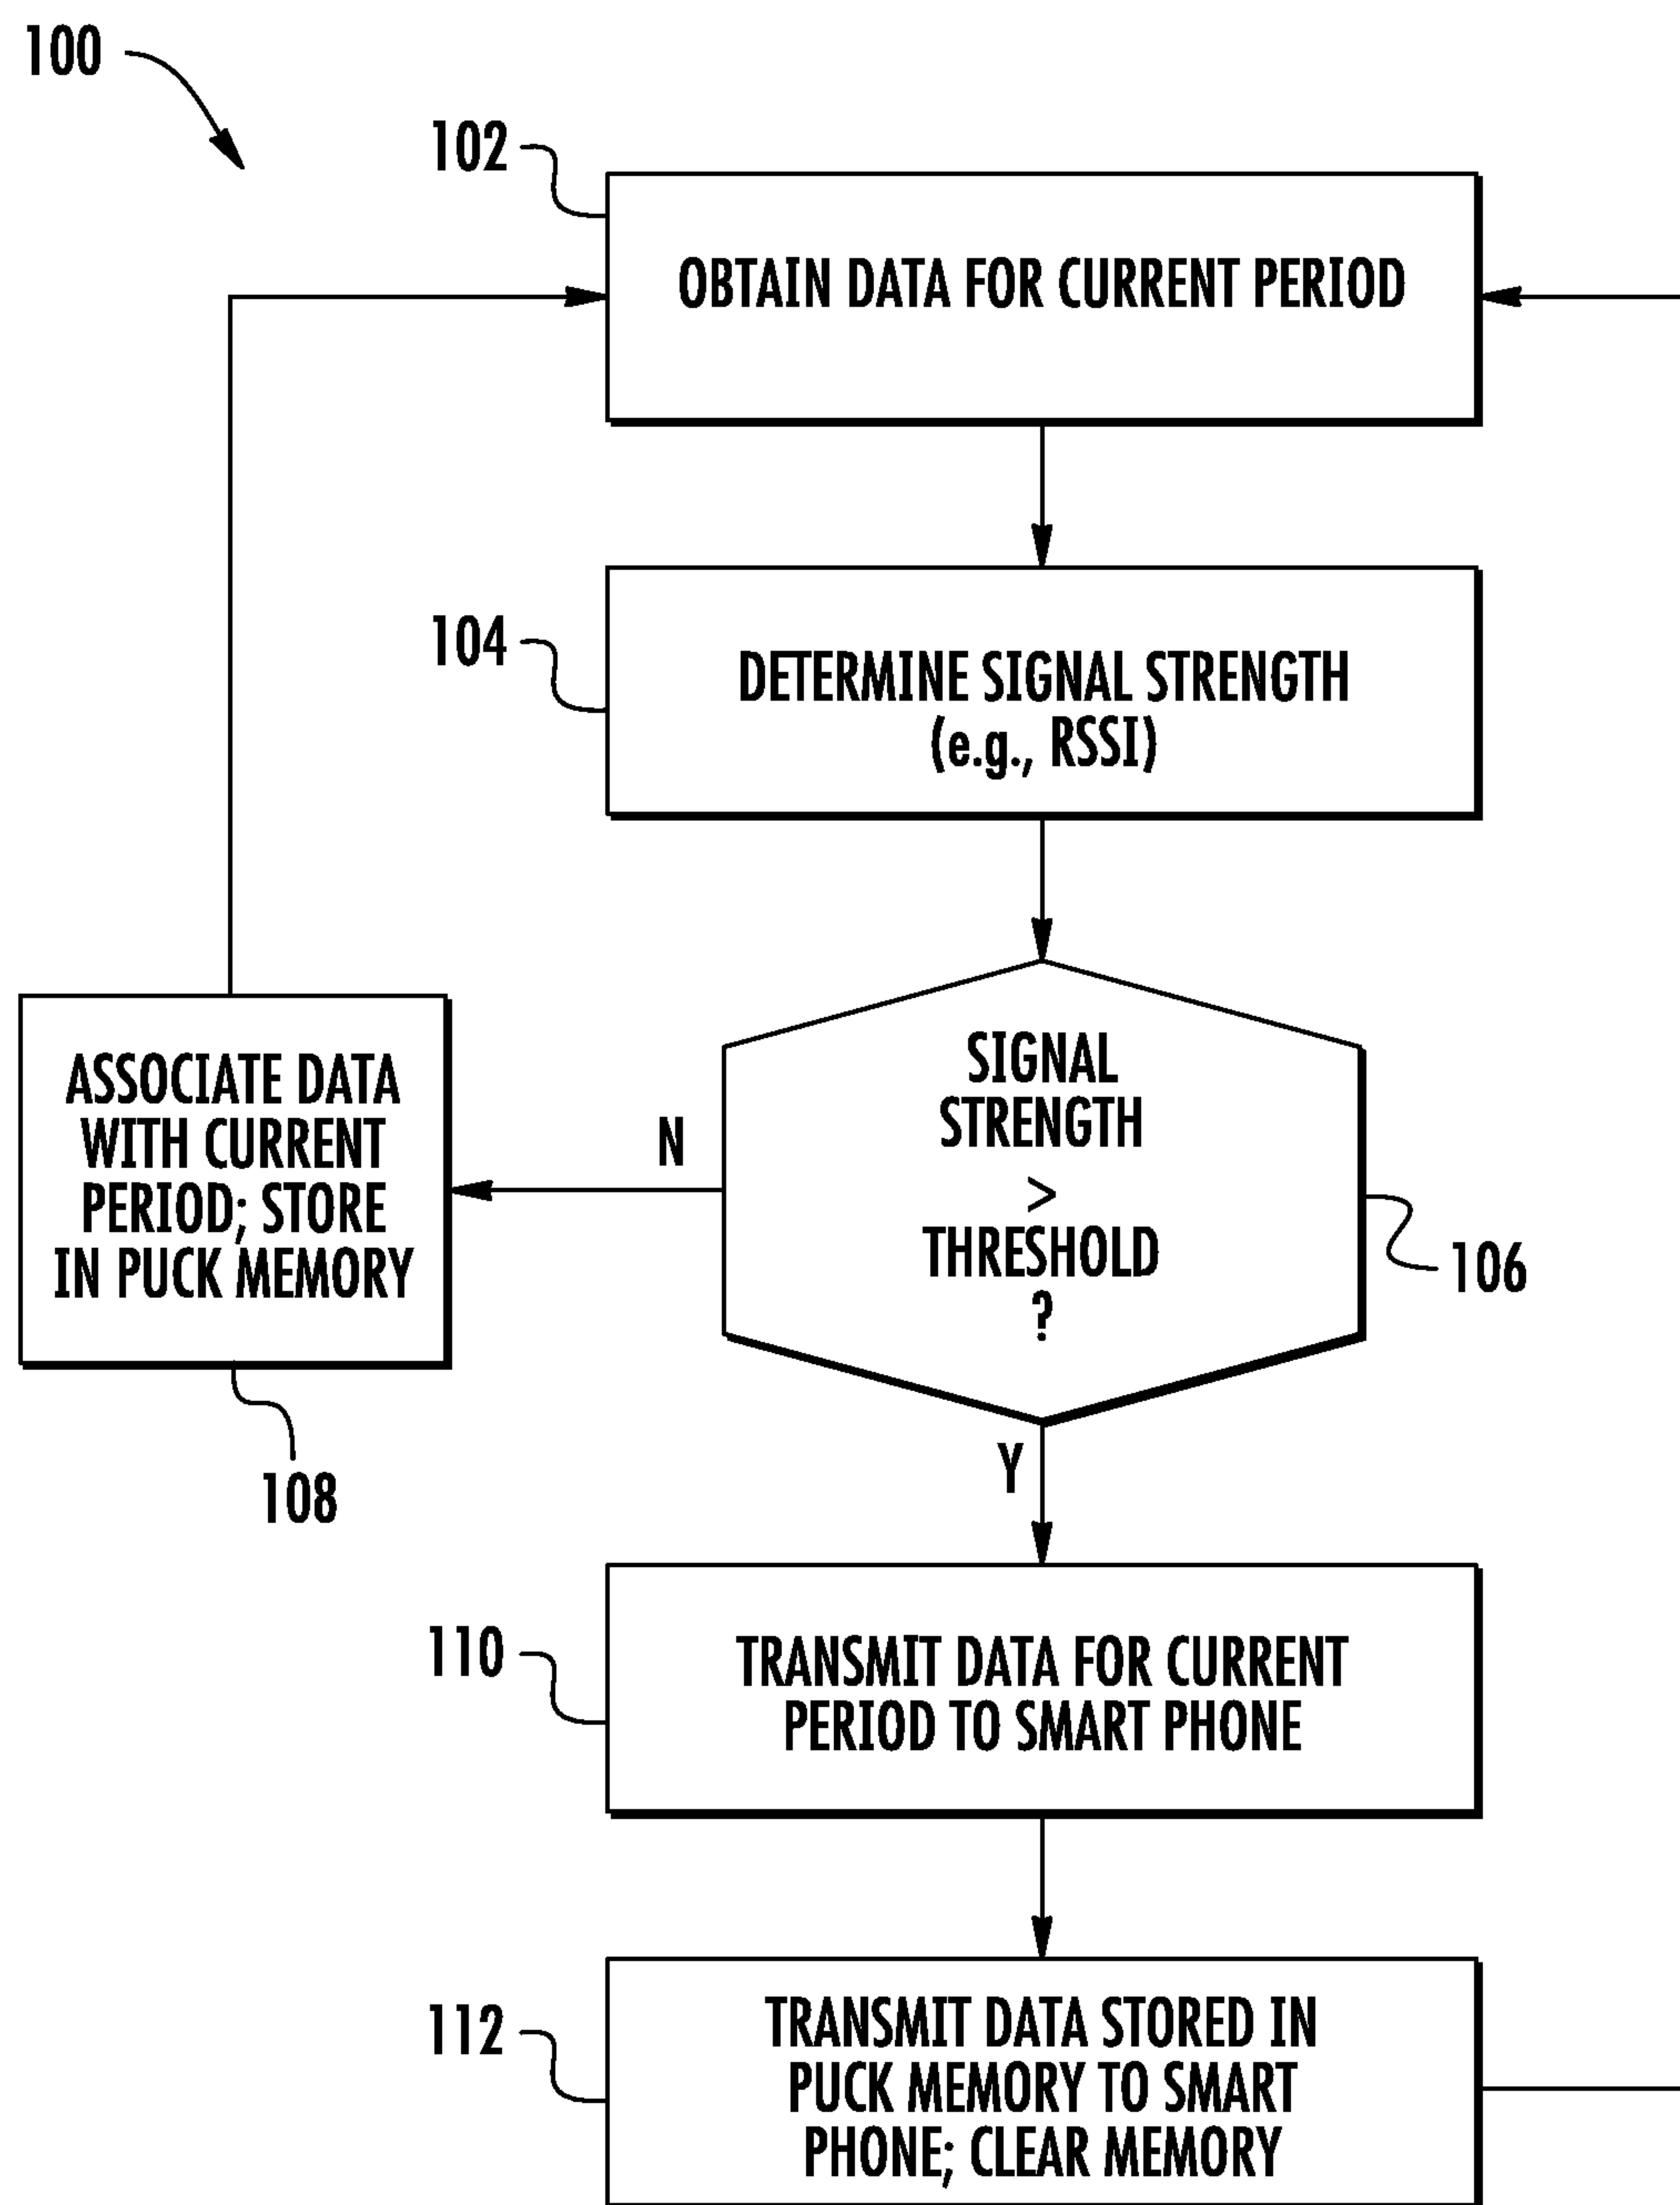 100
102
OBTAIN DATA FOR CURRENT PERIOD
104
DETERMINE SIGNAL STRENGTH
(e.g., RSSI)
SIGNAL
STRENGTH
>
THRESHOLD
?
106
N
ASSOCIATE DATA
WITH CURRENT
PERIOD; STORE
IN PUCK MEMORY
108
Y
110
TRANSMIT DATA FOR CURRENT
PERIOD TO SMART PHONE
112
TRANSMIT DATA STORED IN
PUCK MEMORY TO SMART
PHONE; CLEAR MEMORY